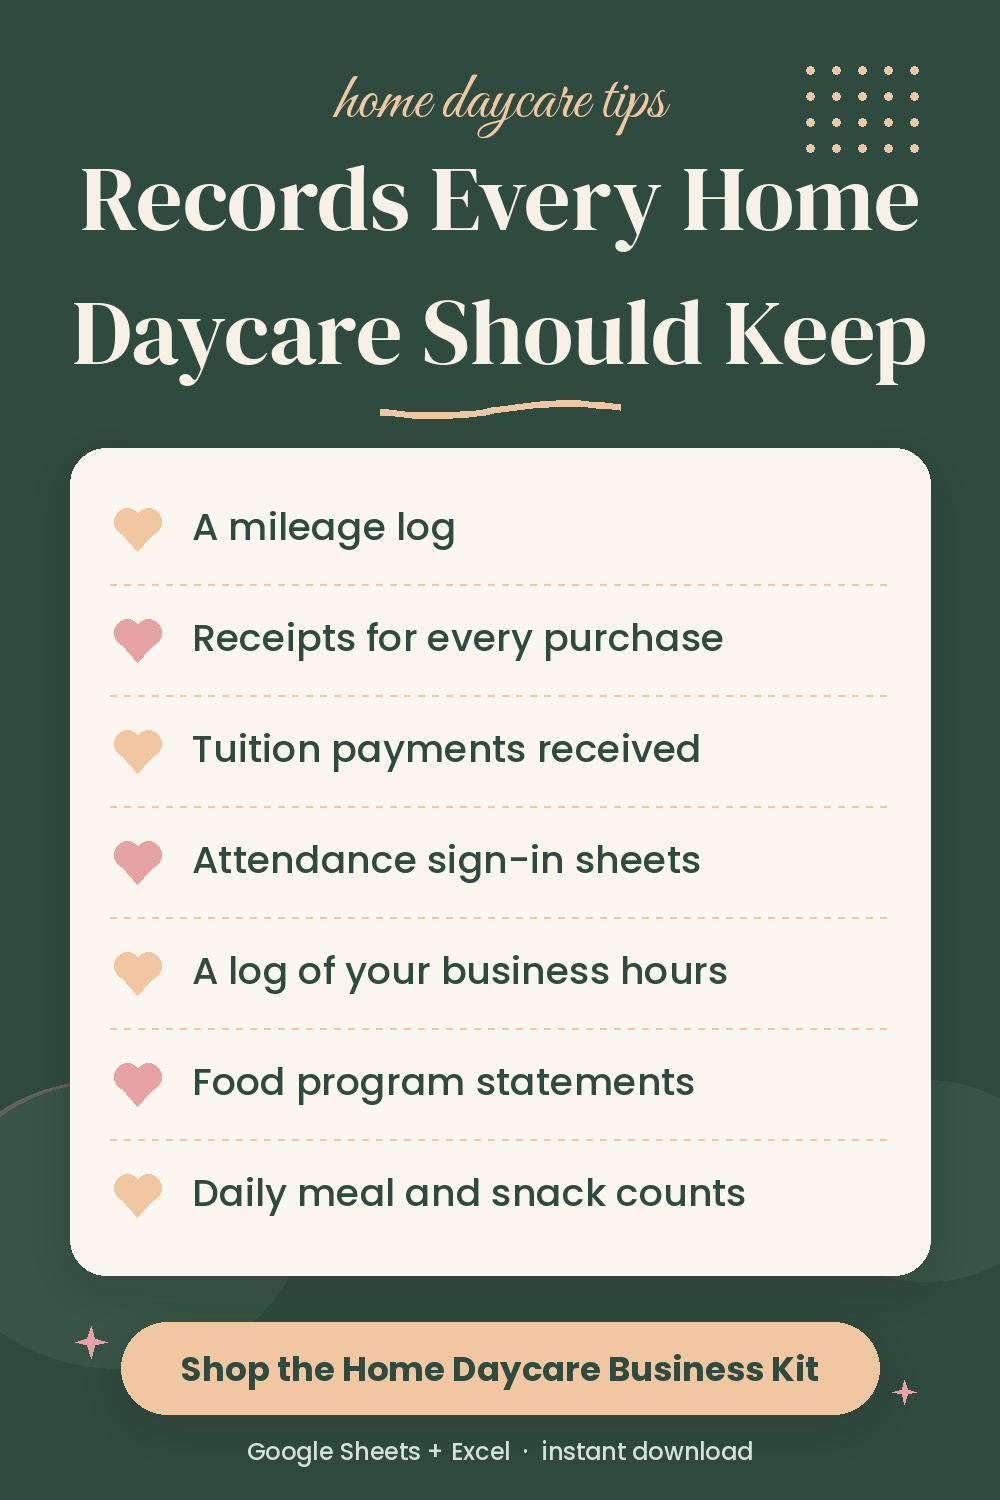 home daycare tips
Records Every Home
Daycare Should Keep
A mileage log
Receipts for every purchase
Tuition payments received
Attendance sign-in sheets
A log of your business hours
Food program statements
Daily meal and snack counts
Shop the Home Daycare Business Kit
Google Sheets + Excel · instant download